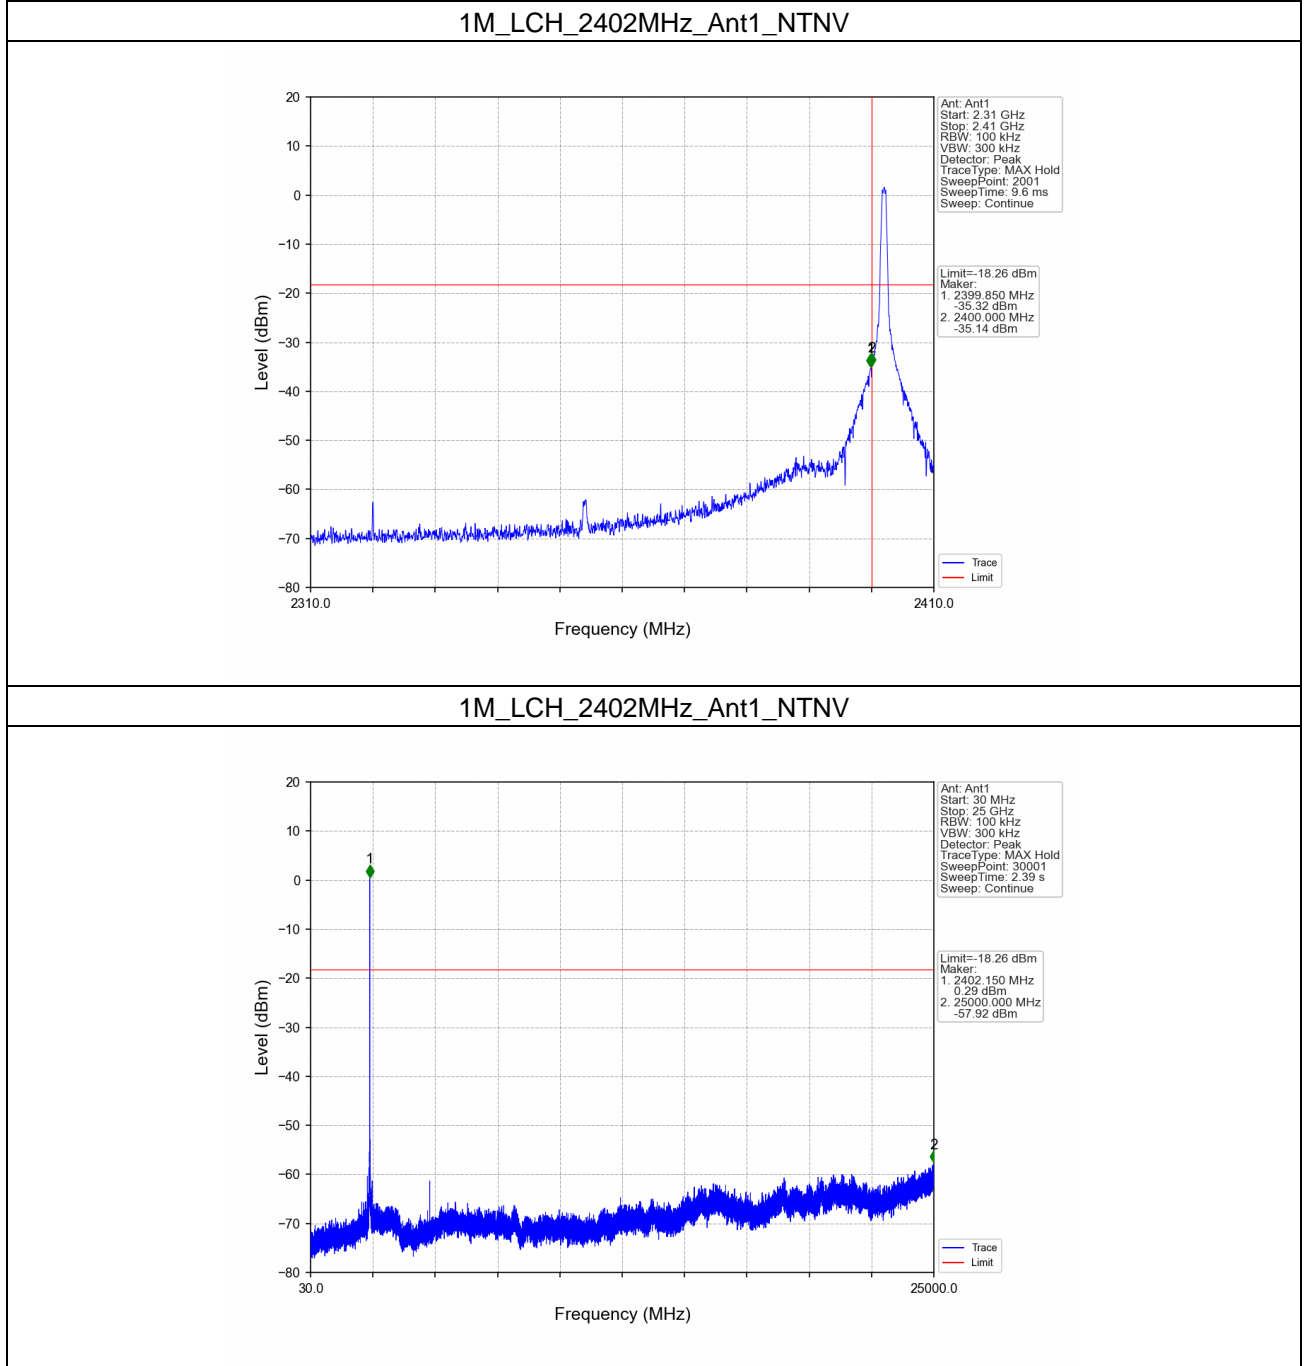 1M_LCH_2402MHz_Ant1_NTNV
20
10
0
−10
−20
−30
−40
−50
−60
−70
−80
Level (dBm)
2310.0
2410.0
Frequency (MHz)
Ant: Ant1
Start: 2.31 GHz
Stop: 2.41 GHz
RBW: 100 kHz
VBW: 300 kHz
Detector: Peak
TraceType: MAX Hold
SweepPoint: 2001
SweepTime: 9.6 ms
Sweep: Continue
Limit=-18.26 dBm
Maker:
1. 2399.850 MHz
-35.32 dBm
2. 2400.000 MHz
-35.14 dBm
2
Trace
Limit
1M_LCH_2402MHz_Ant1_NTNV
20
10
0
−10
−20
−30
−40
−50
−60
−70
−80
Level (dBm)
30.0
25000.0
Frequency (MHz)
1
2
Ant: Ant1
Start: 30 MHz
Stop: 25 GHz
RBW: 100 kHz
VBW: 300 kHz
Detector: Peak
TraceType: MAX Hold
SweepPoint: 30001
SweepTime: 2.39 s
Sweep: Continue
Limit=-18.26 dBm
Maker:
1. 2402.150 MHz
0.29 dBm
2. 25000.000 MHz
-57.92 dBm
Trace
Limit